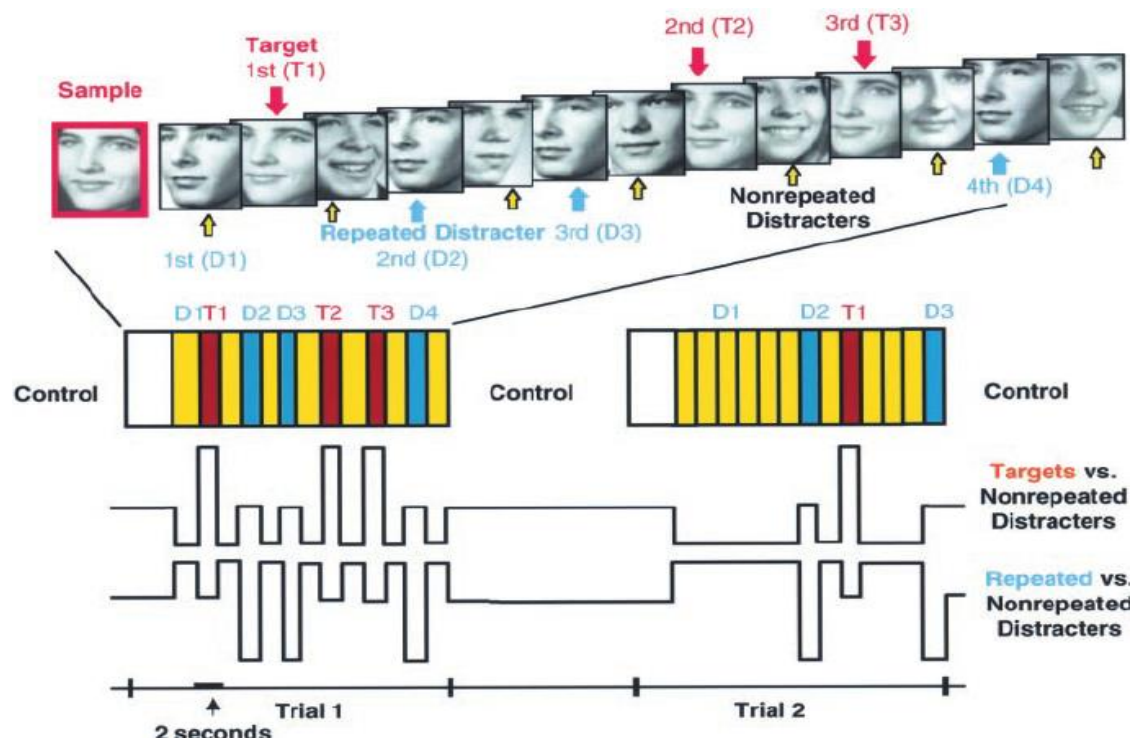 2nd (T2)
3rd (T3)
Target
1st (T1)
Sample
Nonrepeated
Distracters
4th (D4)
Repeated Distracter 3rd (D3)
1st (D1)
2nd (D2)
D1 T1 D2 D3 T2 T3 D4
D1 D2 T1 D3
Control
Control
Control
Targets vs.
Nonrepeated
Distracters
Repeated vs.
Nonrepeated
Distracters
Trial 1
Trial 2
2 seconds